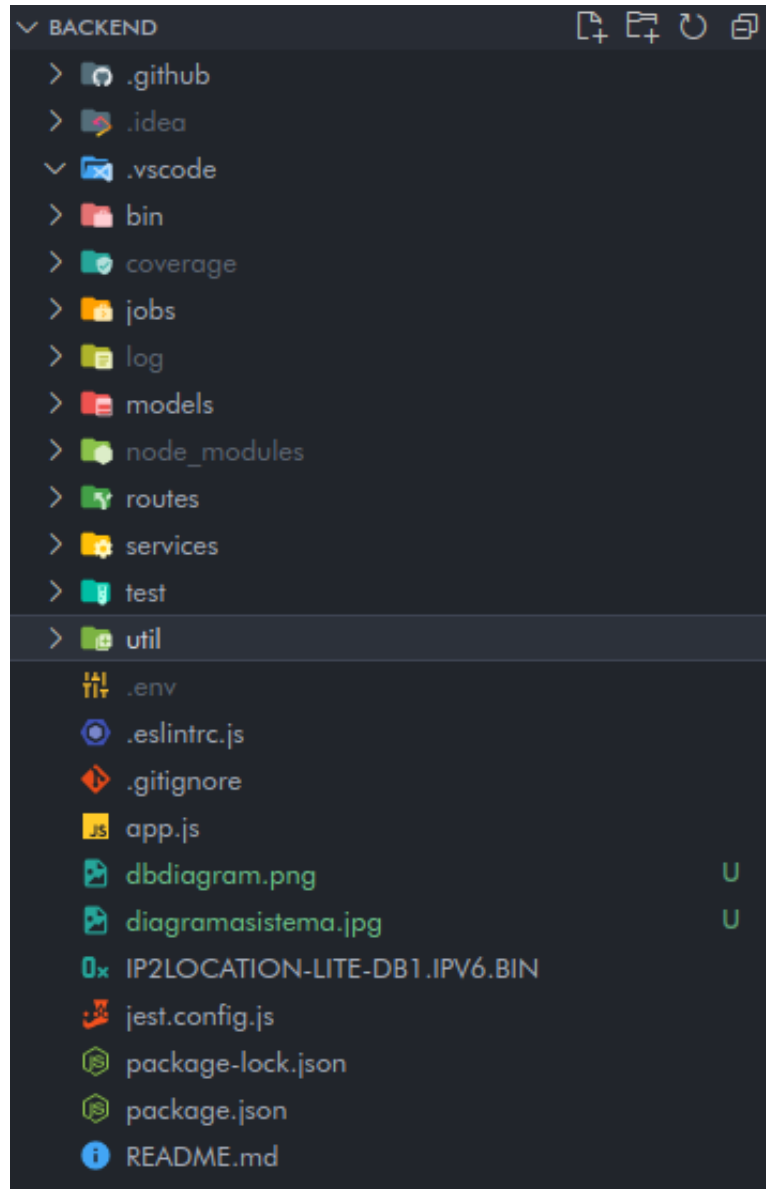 BACKEND
.github
.idea
.vscode
bin
coverage
jobs
log
models
node_modules
routes
services
test
util
.env
.eslintrc.js
.gitignore
JS app.js
dbdiagram.png U
diagramasistema.jpg U
IP2LOCATION-LITE-DB1.IPV6.BIN
jest.config.js
package-lock.json
package.json
README.md